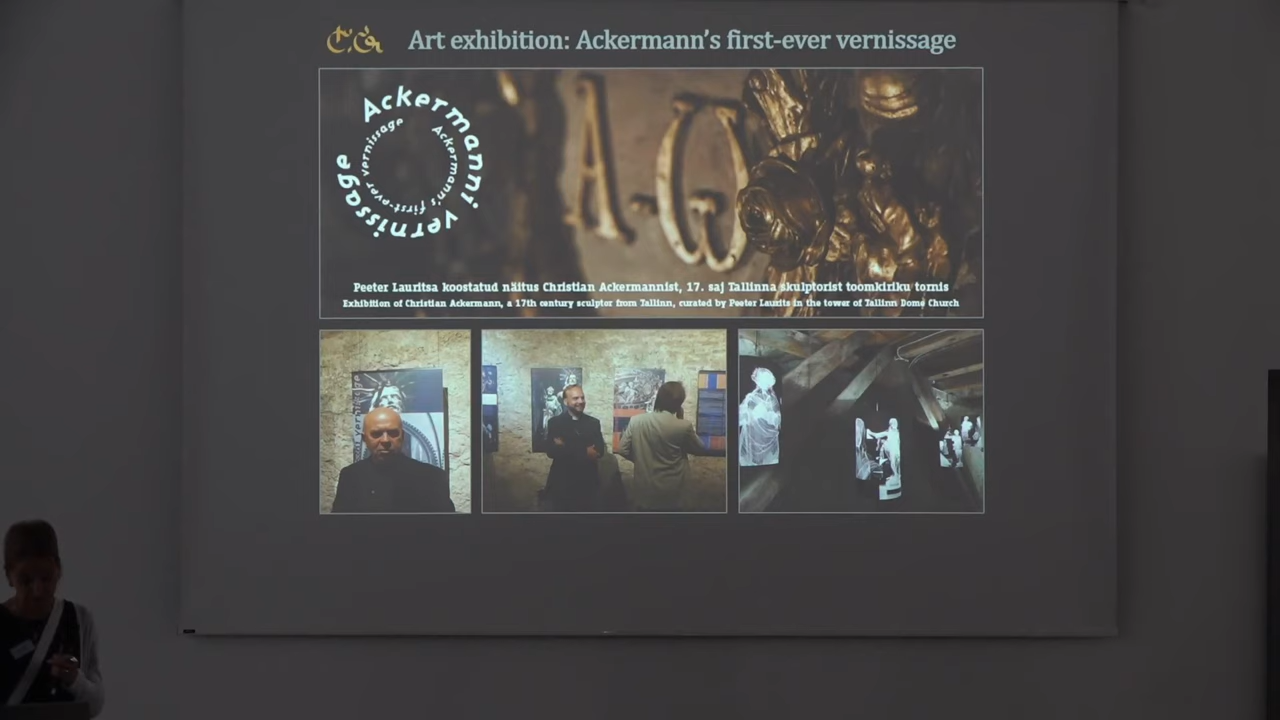 Art exhibition: Ackermann's first-ever vernissage
Ackermanni vernissage
Ackermann's first-ever vernissage
A.W
Peeter Lauritsa koostatud näitus Christian Ackermannist, 17. saj Tallinna skulptorist toomkiriku tornis
Exhibition of Christian Ackermann, a 17th century sculptor from Tallinn, curated by Peeter Laurits in the tower of Tallinn Dome Church